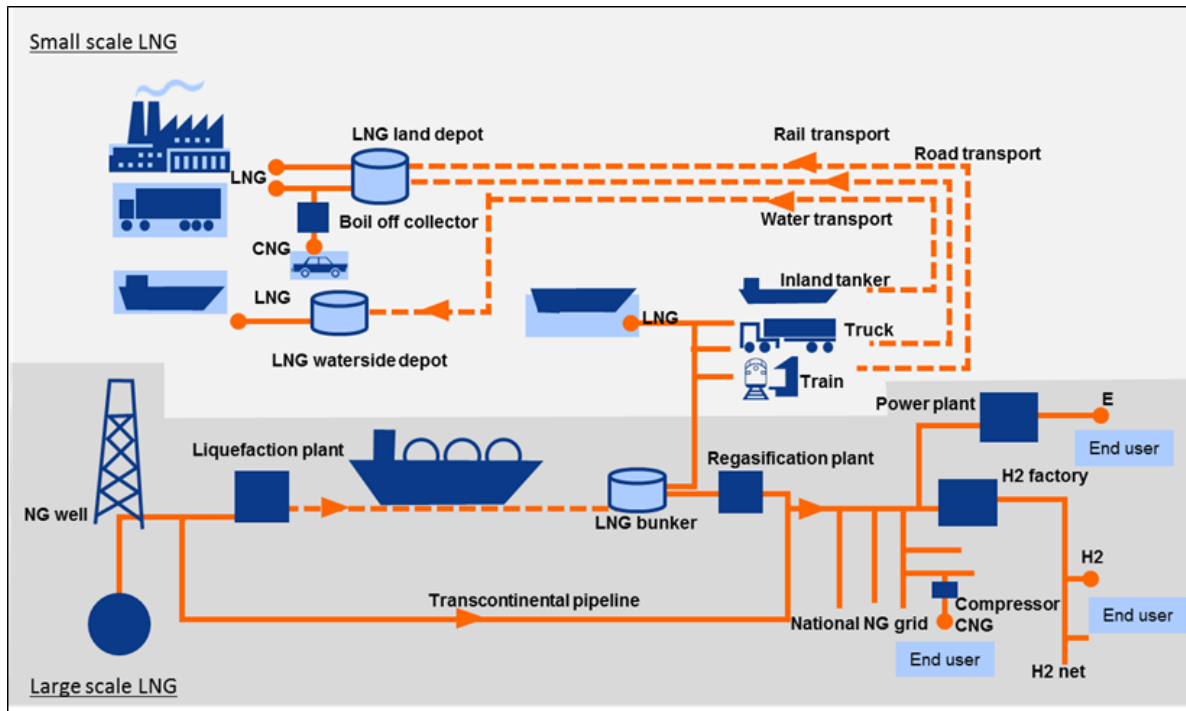 Small scale LNG
LNG land depot
Rail transport
Road transport
LNG
Boil off collector
Water transport
CNG
Inland tanker
LNG
LNG
Truck
LNG waterside depot
Train
Power plant
E
End user
Liquefaction plant
Regasification plant
H2 factory
NG well
LNG bunker
H2
Transcontinental pipeline
National NG grid
Compressor
CNG
End user
End user
H2 net
Large scale LNG